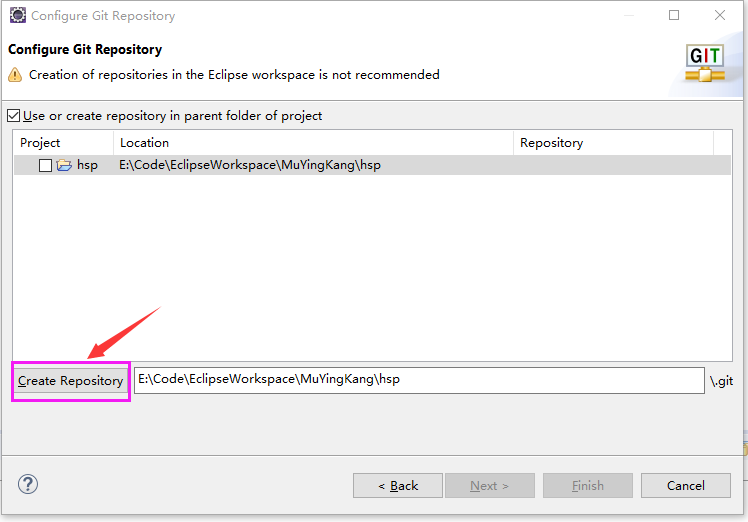 Configure Git Repository
Configure Git Repository
GIT
Creation of repositories in the Eclipse workspace is not recommended
Use or create repository in parent folder of project
Project Location Repository
hsp E:\Code\EclipseWorkspace\MuYingKang\hsp
Create Repository E:\Code\EclipseWorkspace\MuYingKang\hsp \.git
? < Back Next > Finish Cancel